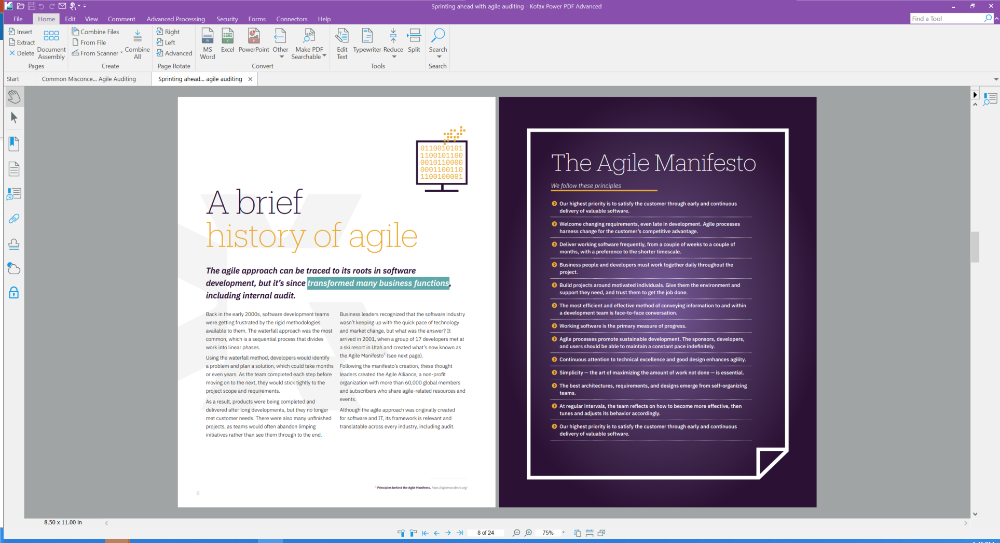 Sprinting ahead with agile auditing - Kofax Power PDF Advanced
File Home Edit View Comment Advanced Processing Security Forms Connectors Help
Find a Tool
Insert
Extract
Delete
Document
Assembly
Pages
Combine Files
From File
From Scanner
Combine
All
Create
Right
Left
Advanced
Page Rotate
MS
Word
Excel
PowerPoint
Other
Make PDF
Searchable
Convert
Edit
Text
Typewriter
Reduce
Split
Tools
Search
Search
Start
Common Misconce... Agile Auditing
Sprinting ahead... agile auditing
0110010101
1100101100
0010110000
0001100110
1100100001
A brief
history of agile
The agile approach can be traced to its roots in software
development, but it's since transformed many business functions,
including internal audit.
Back in the early 2000s, software development teams
were getting frustrated by the rigid methodologies
available to them. The waterfall approach was the most
common, which is a sequential process that divides
work into linear phases.
Using the waterfall method, developers would identify
a problem and plan a solution, which could take months
or even years. As the team completed each step before
moving on to the next, they would stick tightly to the
project scope and requirements.
As a result, products were being completed and
delivered after long developments, but they no longer
met customer needs. There were also many unfinished
projects, as teams would often abandon limping
initiatives rather than see them through to the end.
Business leaders recognized that the software industry
wasn't keeping up with the quick pace of technology
and market change, but what was the answer? It
arrived in 2001, when a group of 17 developers met at
a ski resort in Utah and created what's now known as
the Agile Manifesto⁶ (see next page).
Following the manifesto's creation, these thought
leaders created the Agile Alliance, a non-profit
organization with more than 60,000 global members
and subscribers who share agile-related resources and
events.
Although the agile approach was originally created
for software and IT, its framework is relevant and
translatable across every industry, including audit.
⁶ Principles behind the Agile Manifesto, https://agilemanifesto.org/
8
The Agile Manifesto
We follow these principles
Our highest priority is to satisfy the customer through early and continuous
delivery of valuable software.
Welcome changing requirements, even late in development. Agile processes
harness change for the customer's competitive advantage.
Deliver working software frequently, from a couple of weeks to a couple of
months, with a preference to the shorter timescale.
Business people and developers must work together daily throughout the
project.
Build projects around motivated individuals. Give them the environment and
support they need, and trust them to get the job done.
The most efficient and effective method of conveying information to and within
a development team is face-to-face conversation.
Working software is the primary measure of progress.
Agile processes promote sustainable development. The sponsors, developers,
and users should be able to maintain a constant pace indefinitely.
Continuous attention to technical excellence and good design enhances agility.
Simplicity — the art of maximizing the amount of work not done — is essential.
The best architectures, requirements, and designs emerge from self-organizing
teams.
At regular intervals, the team reflects on how to become more effective, then
tunes and adjusts its behavior accordingly.
Our highest priority is to satisfy the customer through early and continuous
delivery of valuable software.
8.50 x 11.00 in
8 of 24
75%